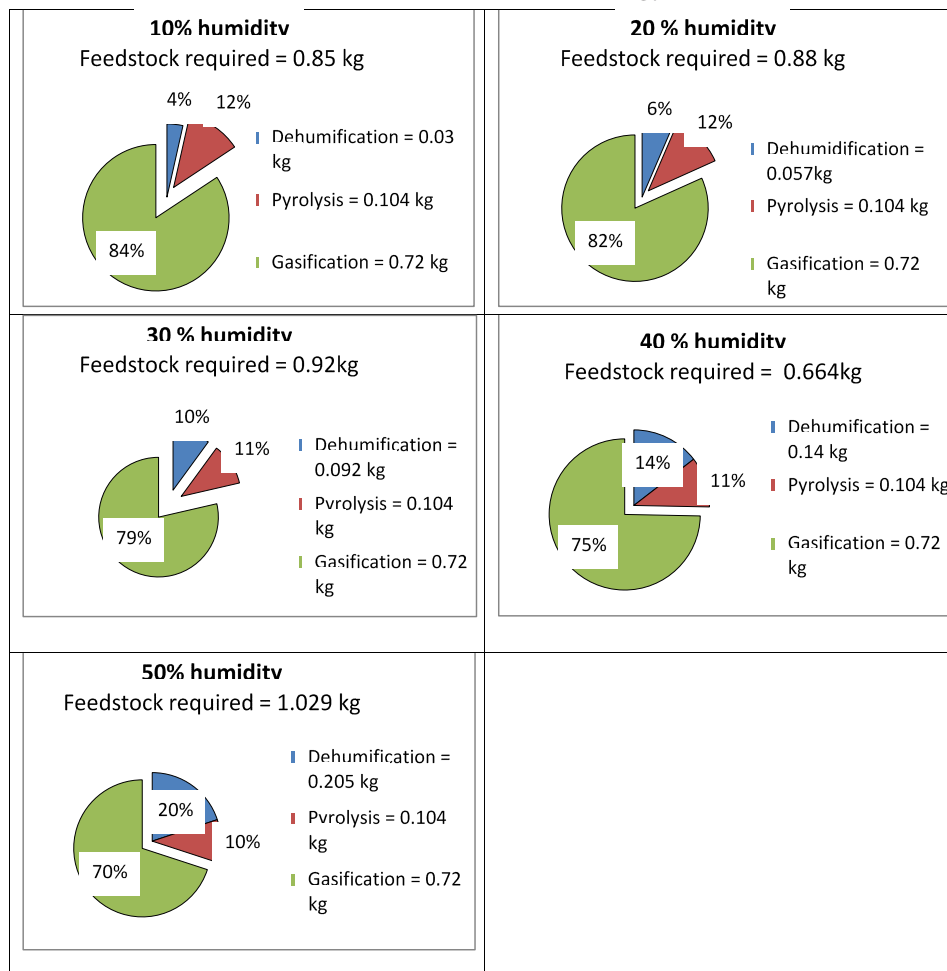 10% humidity
Feedstock required = 0.85 kg
4%
12%
84%
Dehumification = 0.03
kg
Pyrolysis = 0.104 kg
Gasification = 0.72 kg
20 % humidity
Feedstock required = 0.88 kg
6%
12%
82%
Dehumidification =
0.057kg
Pyrolysis = 0.104 kg
Gasification = 0.72
kg
30 % humidity
Feedstock required = 0.92kg
10%
11%
79%
Dehumification =
0.092 kg
Pyrolysis = 0.104
kg
Gasification = 0.72
kg
40 % humidity
Feedstock required =  0.664kg
14%
11%
75%
Dehumification =
0.14 kg
Pyrolysis = 0.104 kg
Gasification = 0.72
kg
50% humidity
Feedstock required = 1.029 kg
20%
10%
70%
Dehumification =
0.205 kg
Pyrolysis = 0.104
kg
Gasification = 0.72
kg